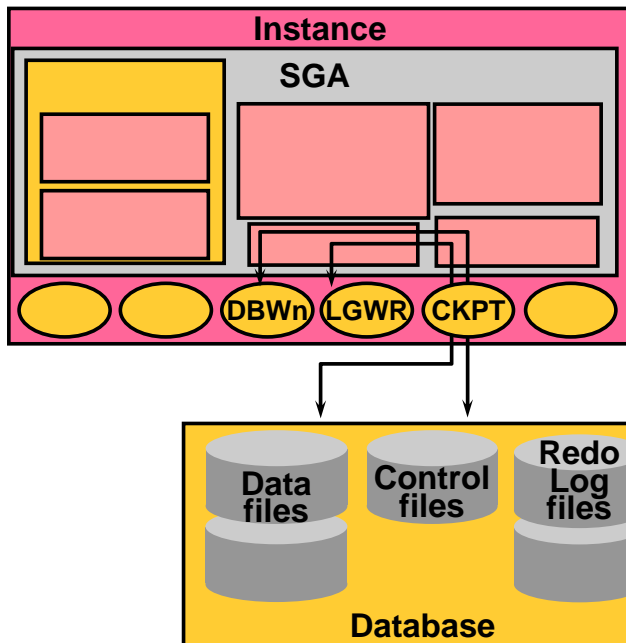 Instance
SGA
DBWn LGWR CKPT
Data
files
Control
files
Redo
Log
files
Database